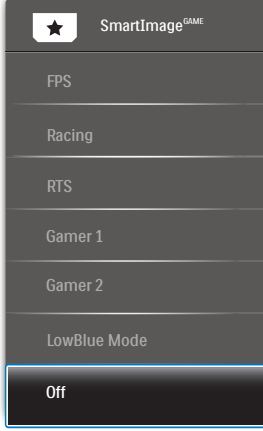 SmartImageGAME
FPS
Racing
RTS
Gamer 1
Gamer 2
LowBlue Mode
Off